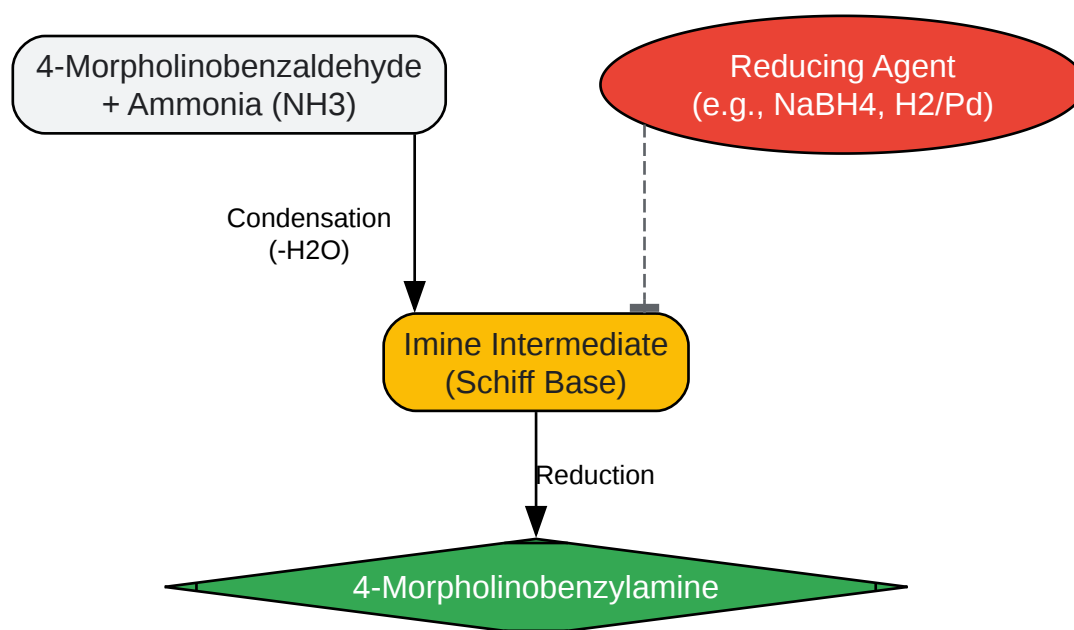 4-Morpholinobenzaldehyde
+ Ammonia (NH3)
Reducing Agent
(e.g., NaBH4, H2/Pd)
Condensation
(-H2O)
Imine Intermediate
(Schiff Base)
Reduction
4-Morpholinobenzylamine